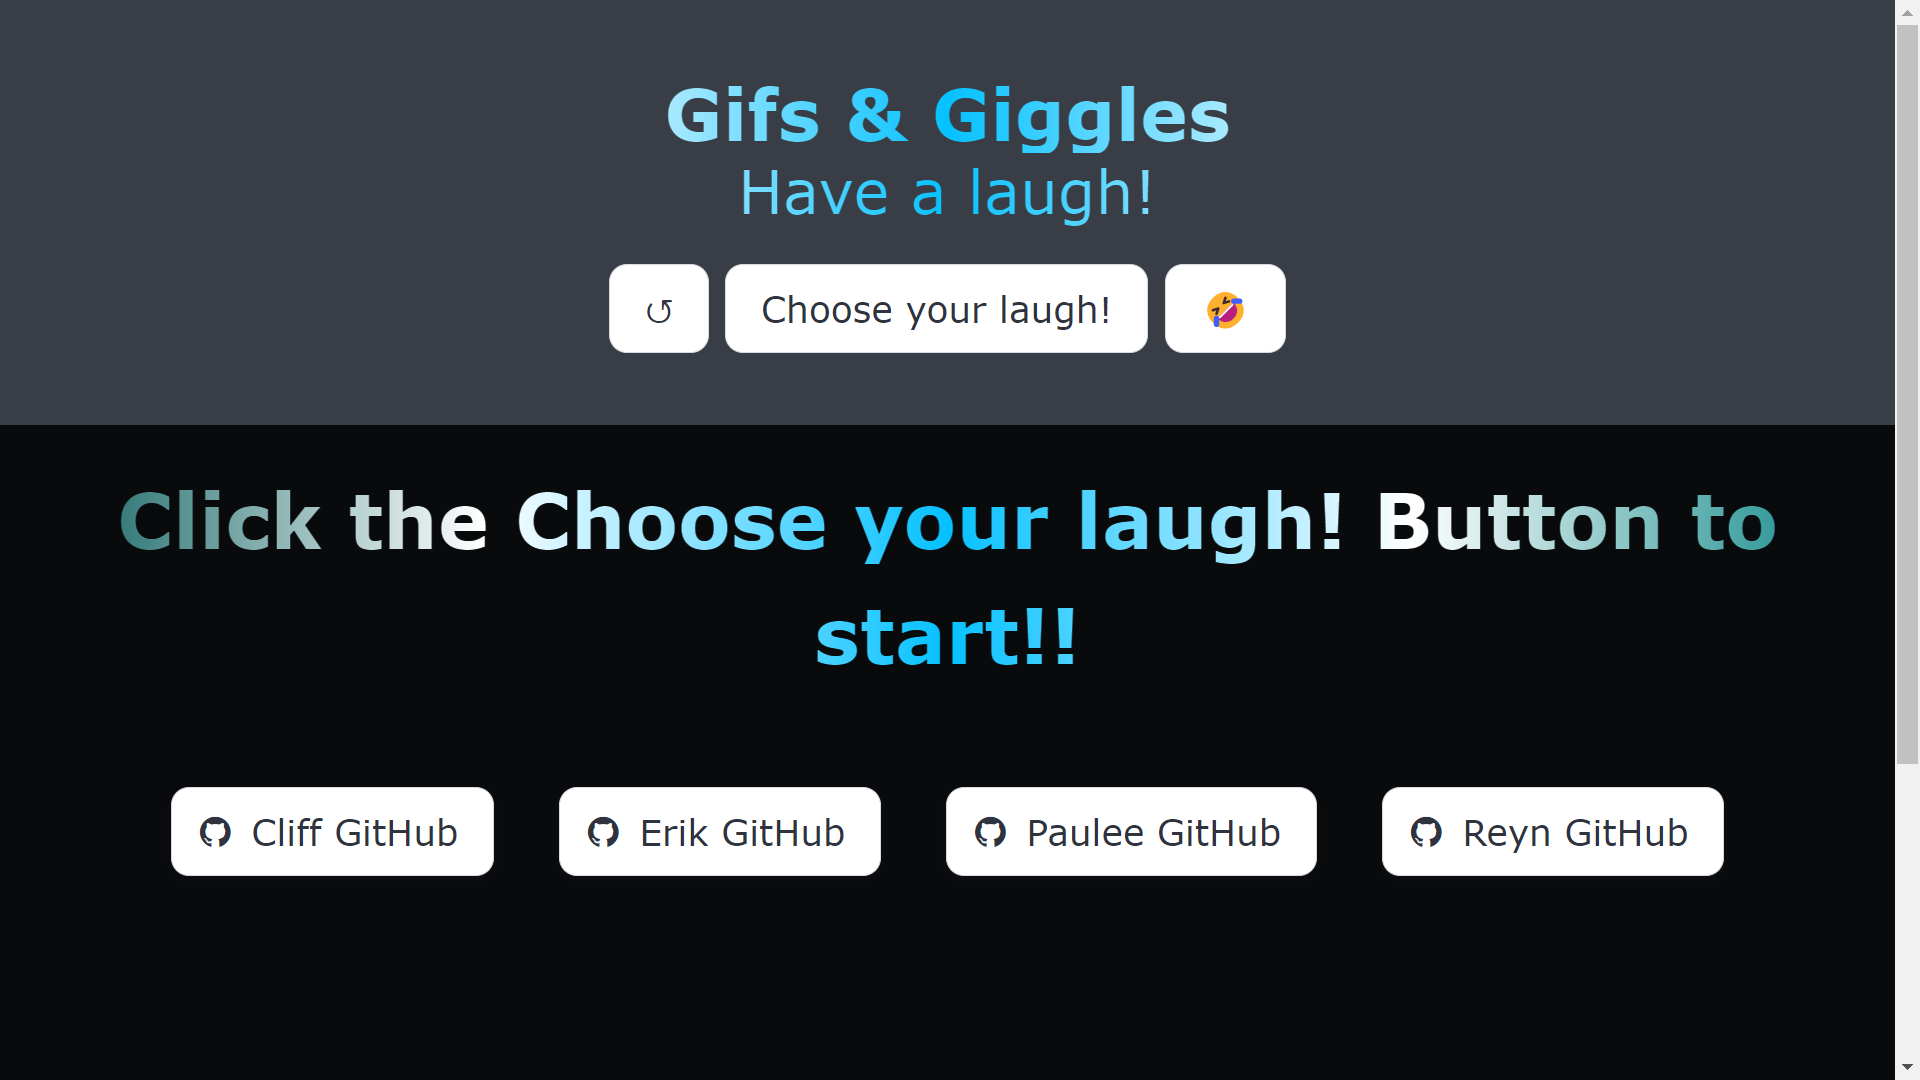 Gifs & Giggles
Have a laugh!
↺ Choose your laugh! 🤣
Click the Choose your laugh! Button to
start!!
Cliff GitHub Erik GitHub Paulee GitHub Reyn GitHub